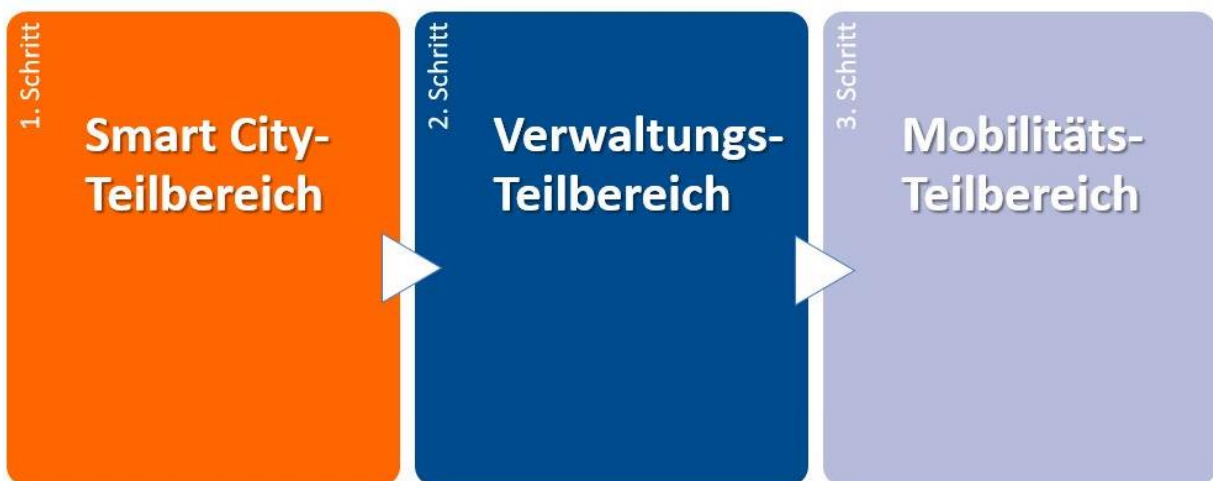 1. Schritt
Smart City-
Teilbereich
2. Schritt
Verwaltungs-
Teilbereich
3. Schritt
Mobilitäts-
Teilbereich